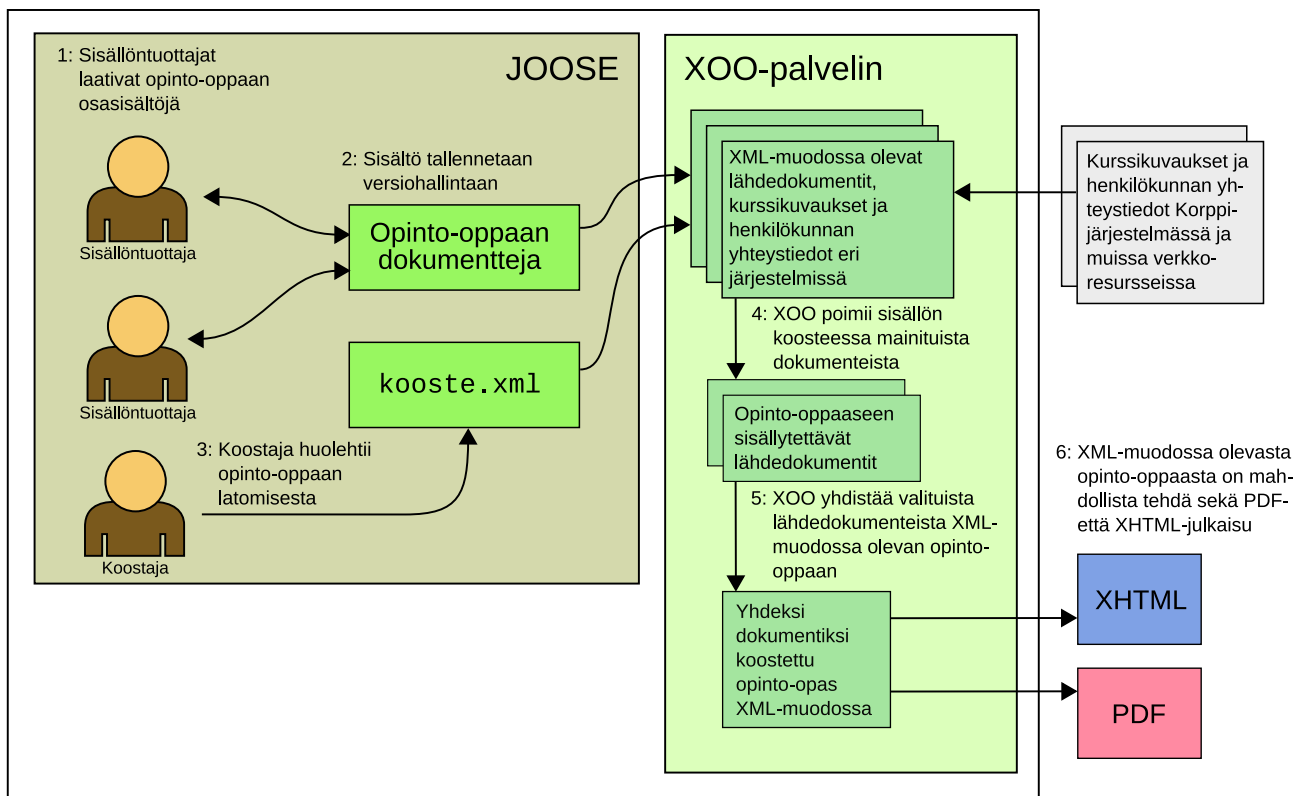 1: Sisällöntuottajat
laativat opinto-oppaan
osasisältöjä
JOOSE
Sisällöntuottaja
2: Sisältö tallennetaan
versiohallintaan
Opinto-oppaan
dokumentteja
Sisällöntuottaja
kooste.xml
3: Koostaja huolehtii
opinto-oppaan
latomisesta
Koostaja
XOO-palvelin
XML-muodossa olevat
lähdedokumentit,
kurssikuvaukset ja
henkilökunnan
yhteystiedot eri
järjestelmissä
Kurssikuvaukset ja
henkilökunnan yh-
teystiedot Korppi-
järjestelmässä ja
muissa verkko-
resursseissa
4: XOO poimii sisällön
koosteessa mainituista
dokumenteista
Opinto-oppaaseen
sisällytettävät
lähdedokumentit
5: XOO yhdistää valituista
lähdedokumenteista XML-
muodossa olevan opinto-
oppaan
Yhdeksi
dokumentiksi
koostettu
opinto-opas
XML-muodossa
6: XML-muodossa olevasta
opinto-oppaasta on mah-
dollista tehdä sekä PDF-
että XHTML-julkaisu
XHTML
PDF